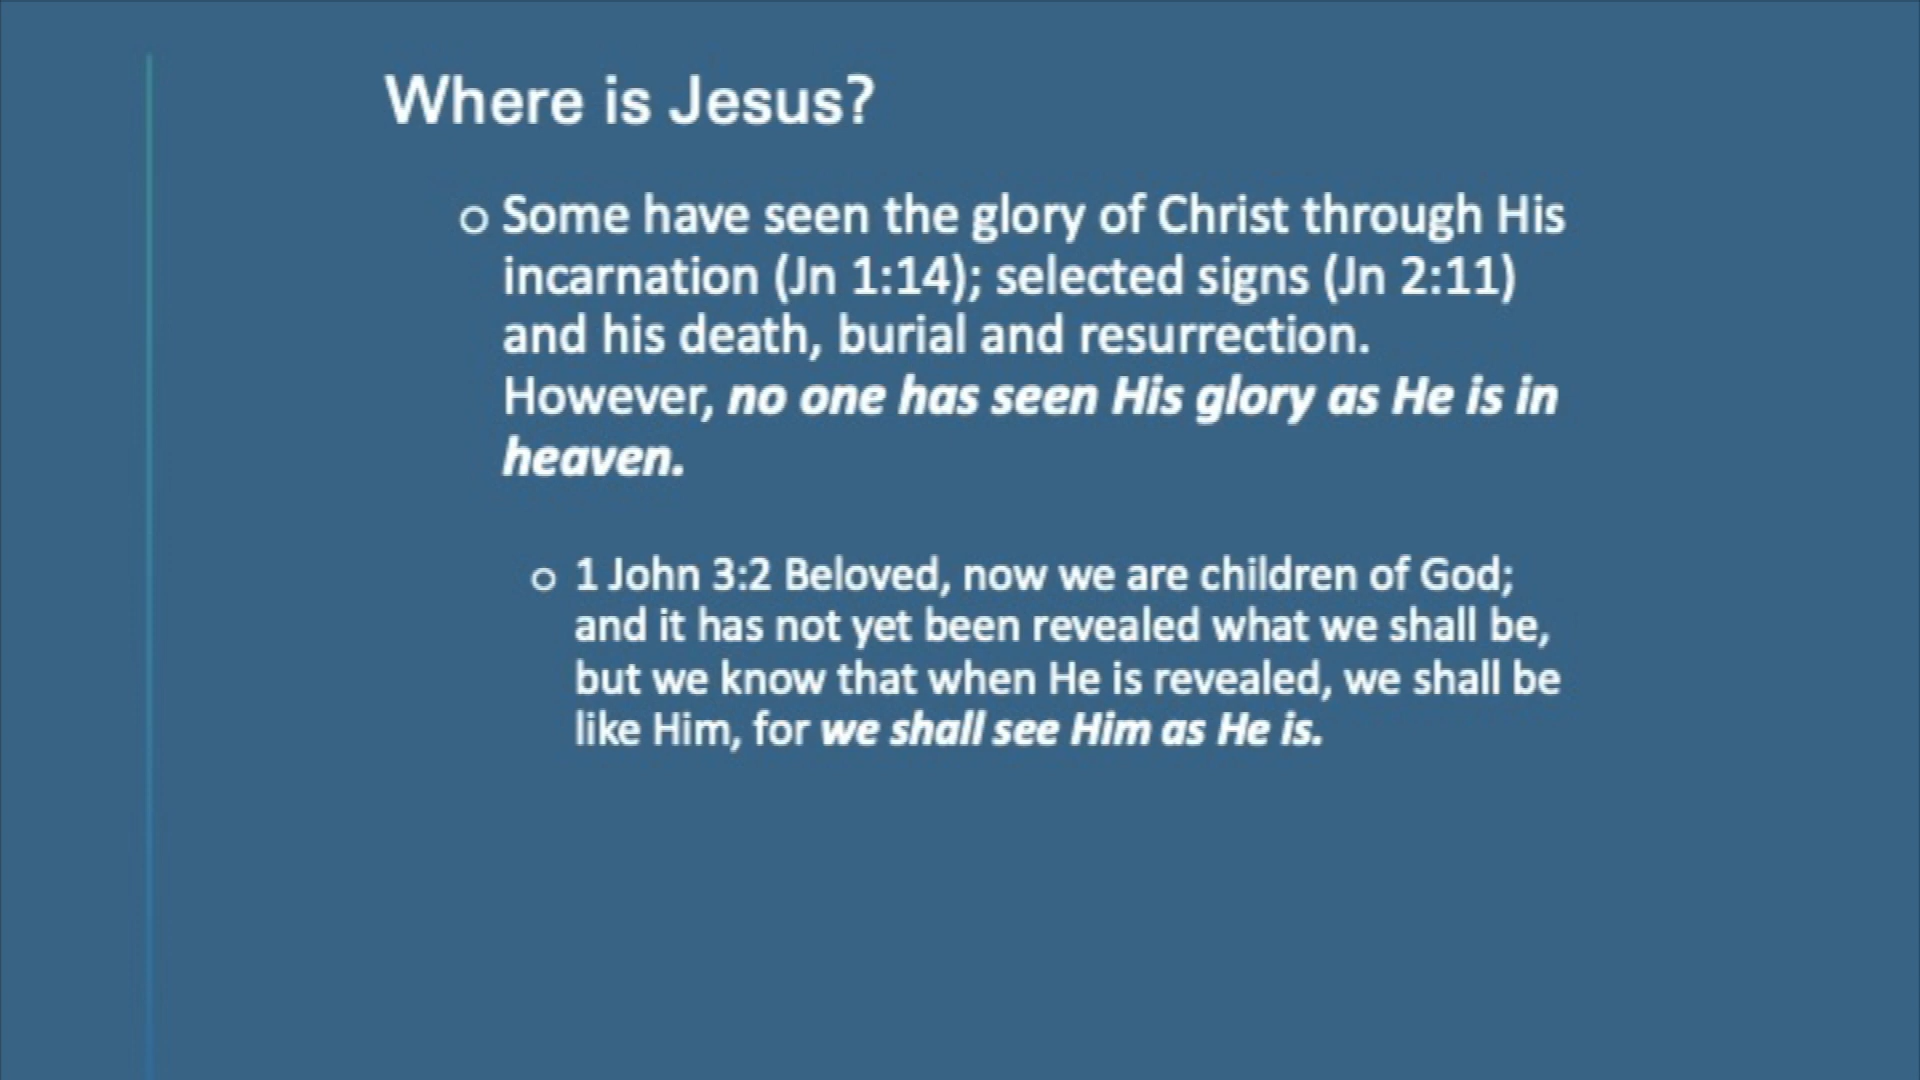 Where is Jesus?
o Some have seen the glory of Christ through His
incarnation (Jn 1:14); selected signs (Jn 2:11)
and his death, burial and resurrection.
However, no one has seen His glory as He is in
heaven.
o 1 John 3:2 Beloved, now we are children of God;
and it has not yet been revealed what we shall be,
but we know that when He is revealed, we shall be
like Him, for we shall see Him as He is.